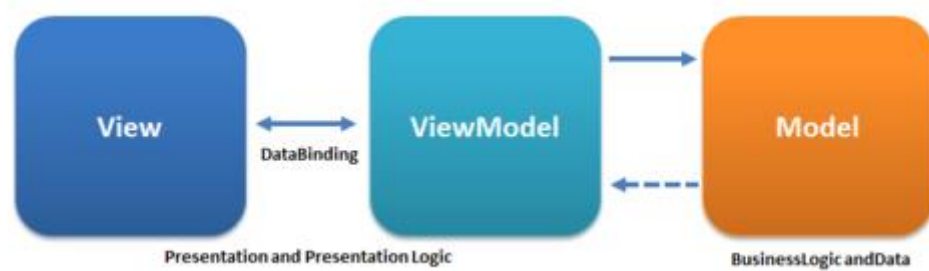 View
ViewModel
Model
DataBinding
Presentation and Presentation Logic
BusinessLogic andData